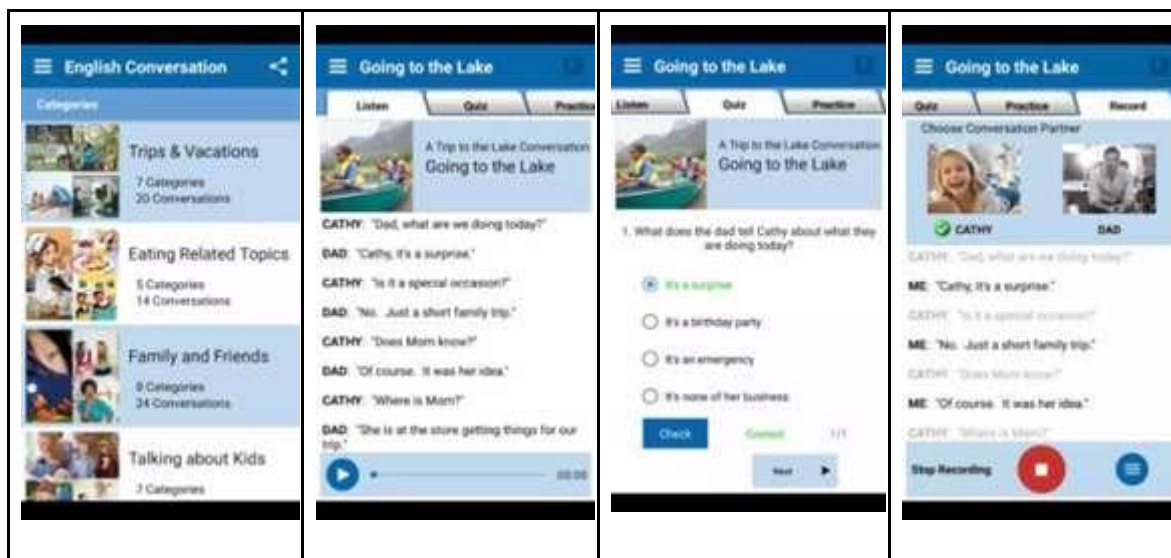 English Conversation
Categories
Trips & Vacations
7 Categories
20 Conversations
Eating Related Topics
5 Categories
14 Conversations
Family and Friends
8 Categories
24 Conversations
Talking about Kids
7 Categories
Going to the Lake
Listen Quiz Practice
A Trip to the Lake Conversation
Going to the Lake
CATHY: "Dad, what are we doing today?"
DAD: "Cathy, it's a surprise."
CATHY: "Is it a special occasion?"
DAD: "No. Just a short family trip."
CATHY: "Does Mom know?"
DAD: "Of course. It was her idea."
CATHY: "Where is Mom?"
DAD: "She is at the store getting things for our
trip."
00:00
Going to the Lake
Listen Quiz Practice
A Trip to the Lake Conversation
Going to the Lake
1. What does the dad tell Cathy about what they
are doing today?
It's a surprise
It's a birthday party
It's an emergency
It's none of her business
Check Correct 1/1
Next
Going to the Lake
Quiz Practice Record
Choose Conversation Partner
CATHY DAD
CATHY: "Dad, what are we doing today?"
ME: "Cathy, it's a surprise."
CATHY: "Is it a special occasion?"
ME: "No. Just a short family trip."
CATHY: "Does Mom know?"
ME: "Of course. It was her idea."
CATHY: "Where is Mom?"
Stop Recording